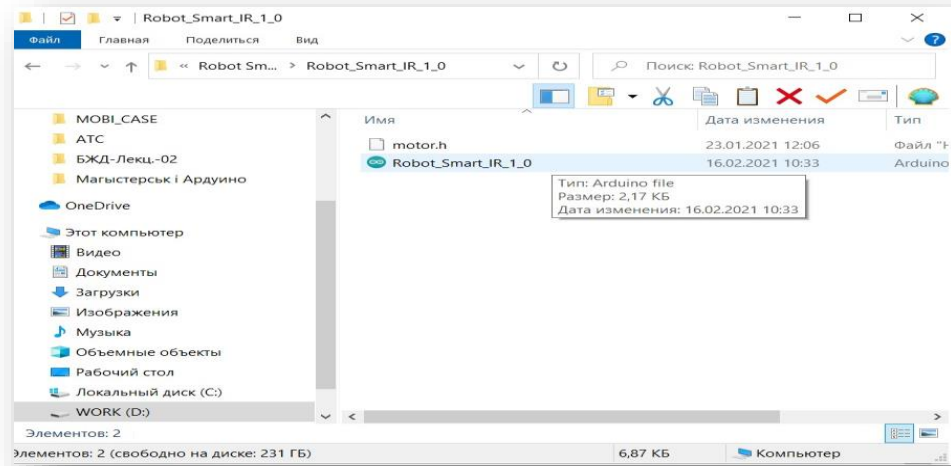 Robot_Smart_IR_1_0
Файл Главная Поделиться Вид
« Robot Sm... > Robot_Smart_IR_1_0 Поиск: Robot_Smart_IR_1_0
Имя Дата изменения Тип
motor.h 23.01.2021 12:06 Файл "H
Robot_Smart_IR_1_0 16.02.2021 10:33 Arduino
Тип: Arduino file
Размер: 2,17 КБ
Дата изменения: 16.02.2021 10:33
MOBI_CASE
АТС
БЖД-Лекц.-02
Магыстерськ і Ардуино
OneDrive
Этот компьютер
Видео
Документы
Загрузки
Изображения
Музыка
Объемные объекты
Рабочий стол
Локальный диск (C:)
WORK (D:)
Элементов: 2
Элементов: 2 (свободно на диске: 231 ГБ) 6,87 КБ Компьютер